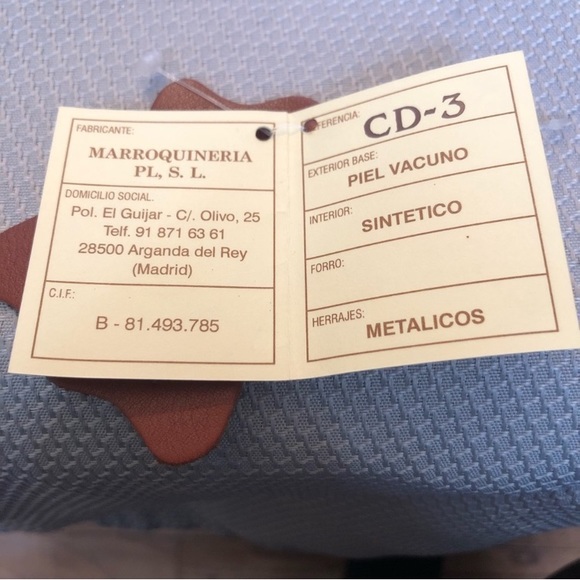 FABRICANTE:
MARROQUINERIA
PL, S. L.
DOMICILIO SOCIAL.
Pol. El Guijar - C/. Olivo, 25
Telf. 91 871 63 61
28500 Arganda del Rey
(Madrid)
C.I.F.:
B - 81.493.785
FERENCIA:
CD-3
EXTERIOR BASE:
PIEL VACUNO
INTERIOR:
SINTETICO
FORRO:
HERRAJES:
METALICOS